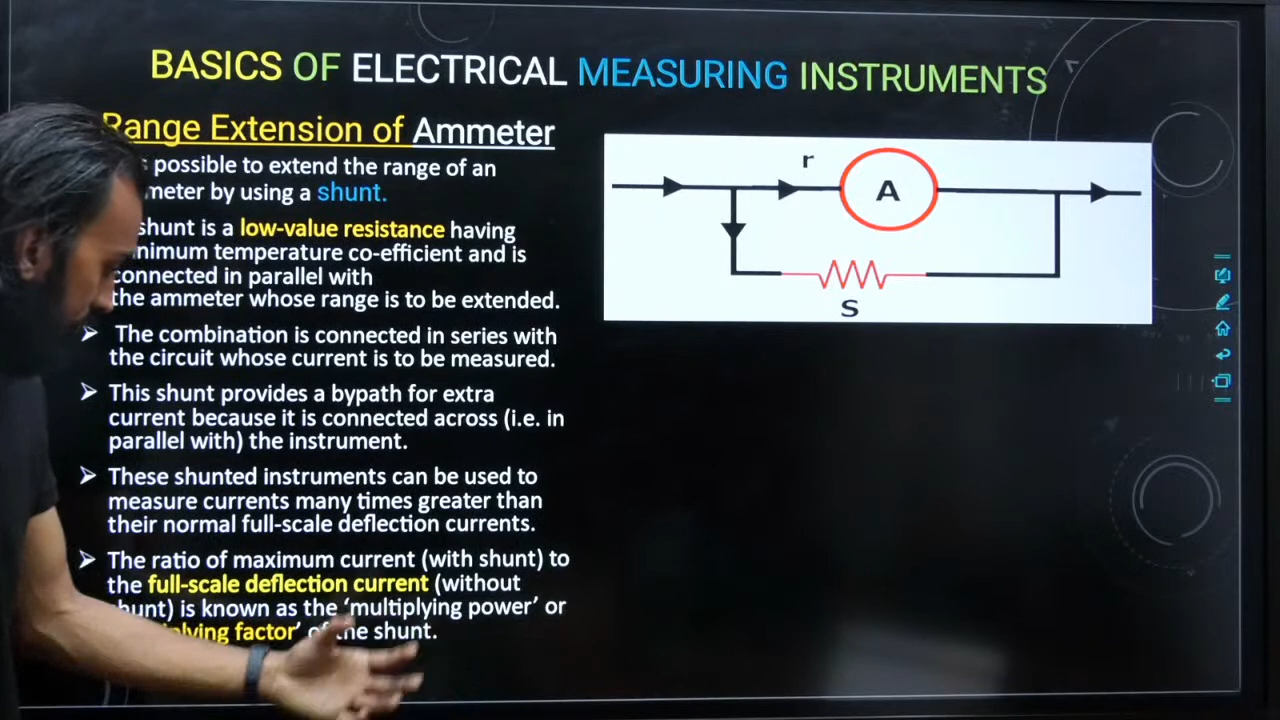 BASICS OF ELECTRICAL MEASURING INSTRUMENTS
Range Extension of Ammeter
possible to extend the range of an
by using a shunt.
shunt is a low-value resistance having
temperature co-efficient and is
connected in parallel with
the ammeter whose range is to be extended.
➢ The combination is connected in series with
the circuit whose current is to be measured.
➢ This shunt provides a bypath for extra
current because it is connected across (i.e. in
parallel with) the instrument.
➢ These shunted instruments can be used to
measure currents many times greater than
their normal full-scale deflection currents.
➢ The ratio of maximum current (with shunt) to
the full-scale deflection current (without
shunt) is known as the ‘multiplying power’ or
factor’ of the shunt.
r
A
S